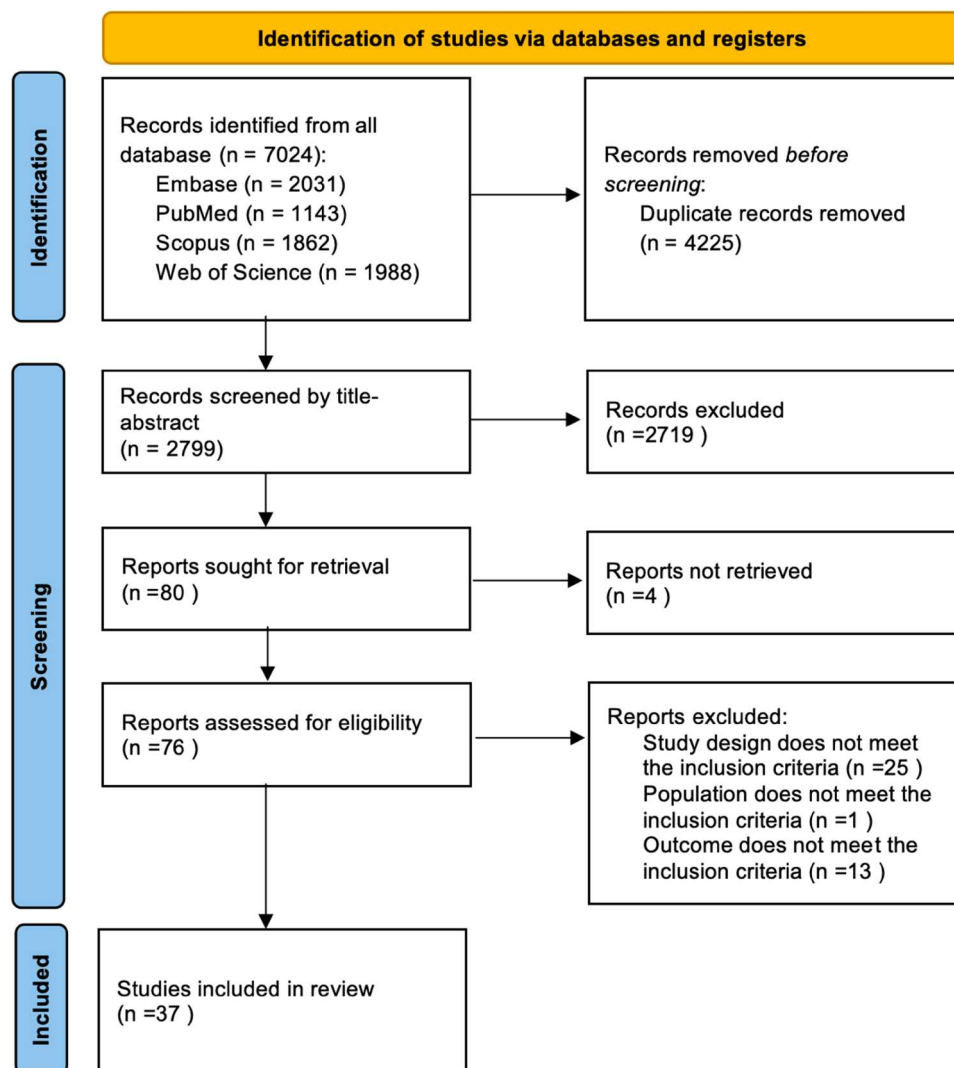 Identification of studies via databases and registers
Identification
Records identified from all
database (n = 7024):
Embase (n = 2031)
PubMed (n = 1143)
Scopus (n = 1862)
Web of Science (n = 1988)
Records removed before
screening:
Duplicate records removed
(n = 4225)
Screening
Records screened by title-
abstract
(n = 2799)
Records excluded
(n =2719 )
Reports sought for retrieval
(n =80 )
Reports not retrieved
(n =4 )
Reports assessed for eligibility
(n =76 )
Reports excluded:
Study design does not meet
the inclusion criteria (n =25 )
Population does not meet the
inclusion criteria (n =1 )
Outcome does not meet the
inclusion criteria (n =13 )
Included
Studies included in review
(n =37 )